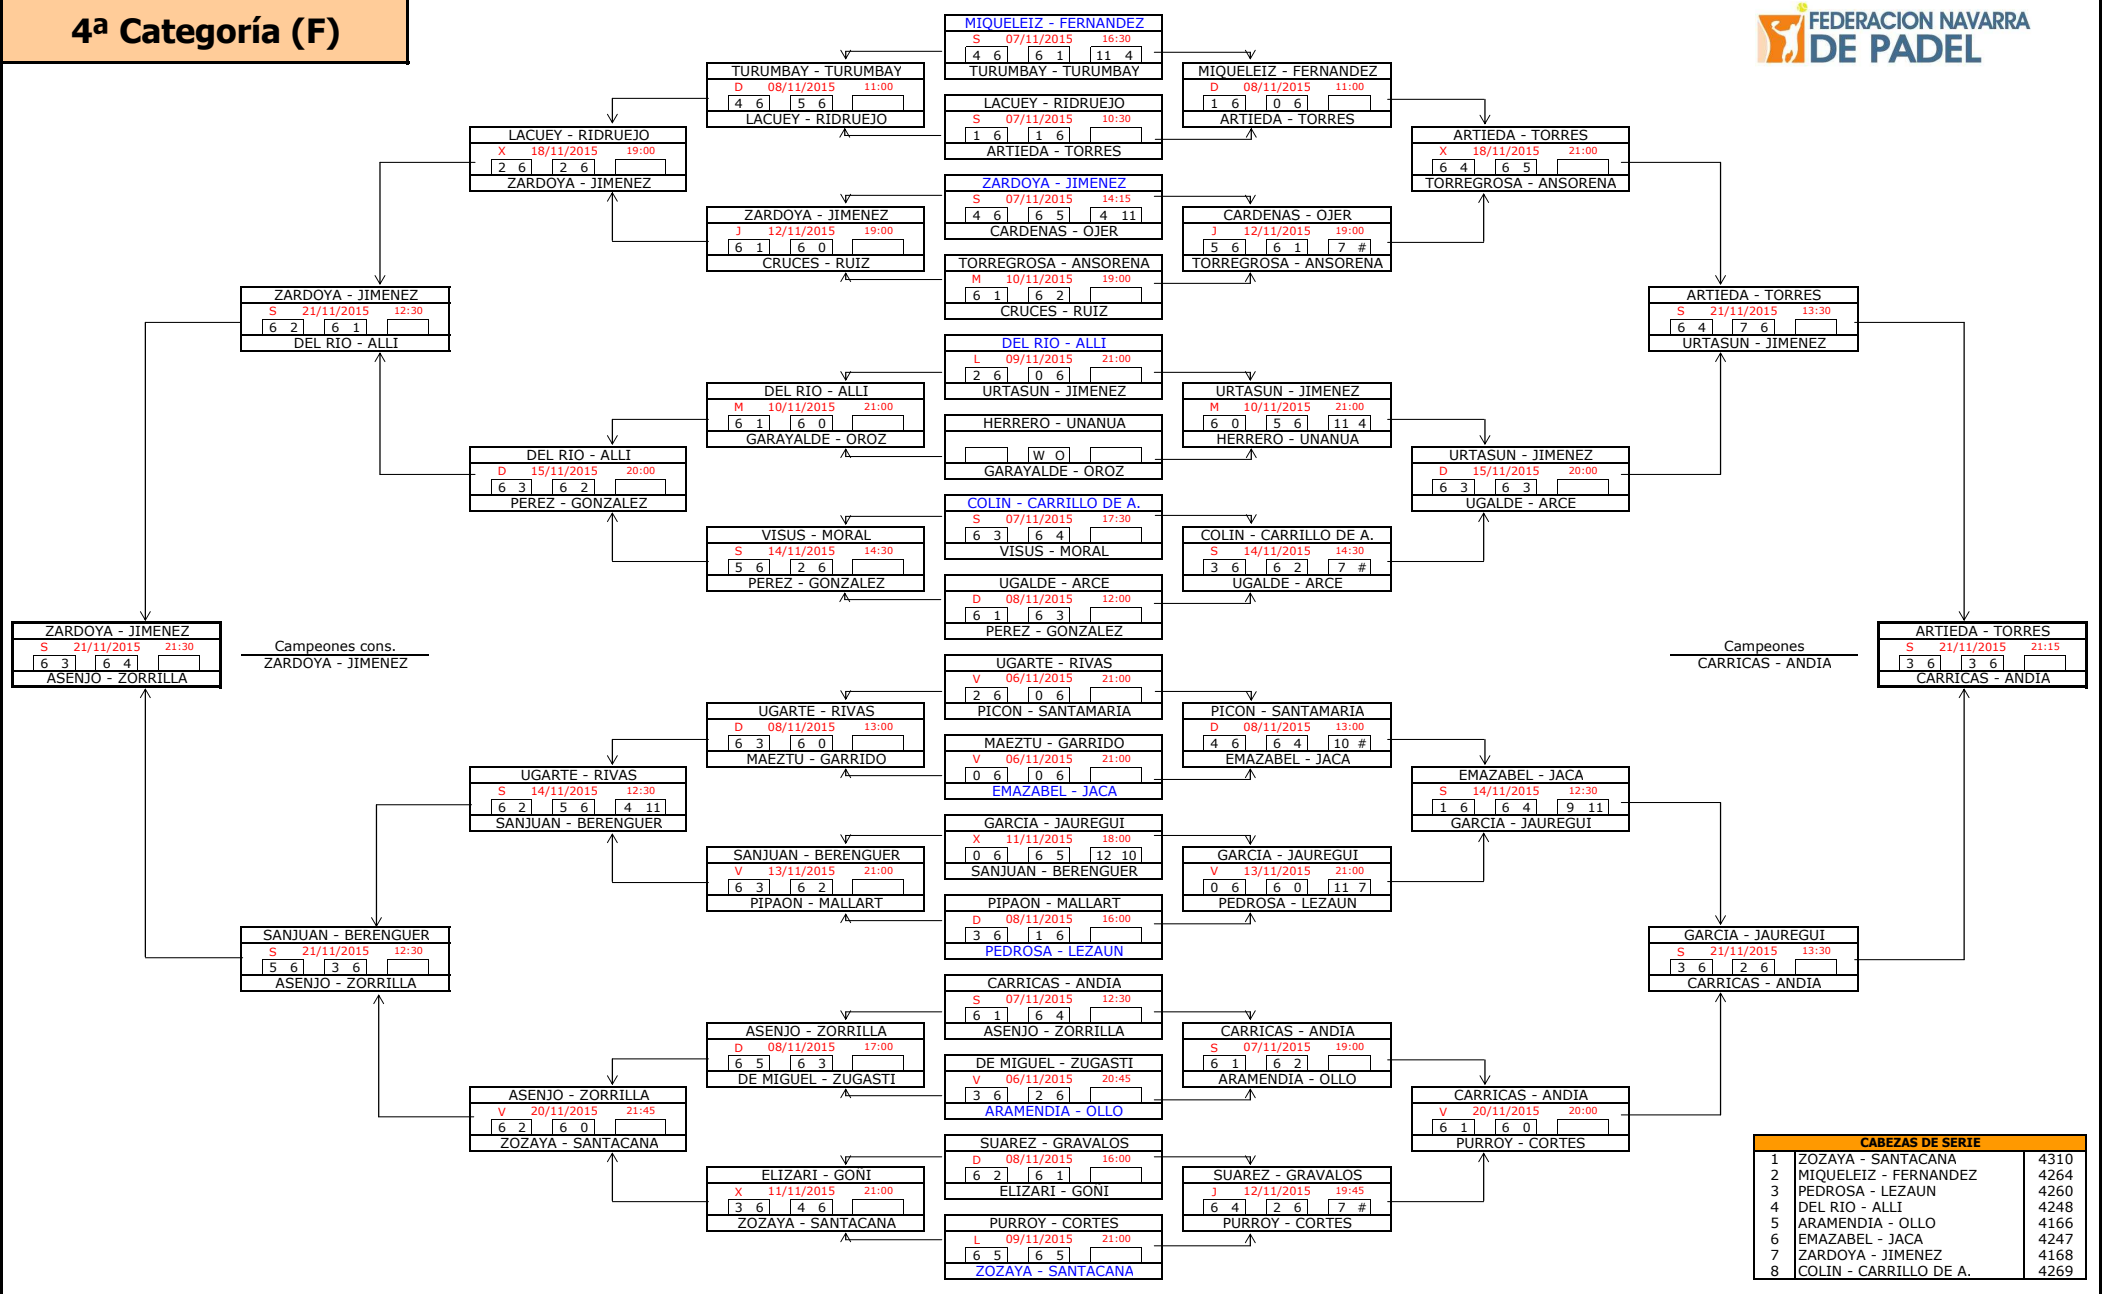 4ª Categoría (F)
FEDERACION NAVARRA
DE PADEL
ZARDOYA - JIMENEZ
S 21/11/2015 21:30
6 3 6 4
ASENJO - ZORRILLA
Campeones cons.
ZARDOYA - JIMENEZ
ZARDOYA - JIMENEZ
S 21/11/2015 12:30
6 2 6 1
DEL RIO - ALLI
SANJUAN - BERENGUER
S 21/11/2015 12:30
5 6 3 6
ASENJO - ZORRILLA
LACUEY - RIDRUEJO
X 18/11/2015 19:00
2 6 2 6
ZARDOYA - JIMENEZ
DEL RIO - ALLI
D 15/11/2015 20:00
6 3 6 2
PEREZ - GONZALEZ
UGARTE - RIVAS
S 14/11/2015 12:30
6 2 5 6 4 11
SANJUAN - BERENGUER
ASENJO - ZORRILLA
V 20/11/2015 21:45
6 2 6 0
ZOZAYA - SANTACANA
TURUMBAY - TURUMBAY
D 08/11/2015 11:00
4 6 5 6
LACUEY - RIDRUEJO
ZARDOYA - JIMENEZ
J 12/11/2015 19:00
6 1 6 0
CRUCES - RUIZ
DEL RIO - ALLI
M 10/11/2015 21:00
6 1 6 0
GARAYALDE - OROZ
VISUS - MORAL
S 14/11/2015 14:30
5 6 2 6
PEREZ - GONZALEZ
UGARTE - RIVAS
D 08/11/2015 13:00
6 3 6 0
MAEZTU - GARRIDO
SANJUAN - BERENGUER
V 13/11/2015 21:00
6 3 6 2
PIPAON - MALLART
ASENJO - ZORRILLA
D 08/11/2015 17:00
6 5 6 3
DE MIGUEL - ZUGASTI
ELIZARI - GOÑI
X 11/11/2015 21:00
3 6 4 6
ZOZAYA - SANTACANA
MIQUELEIZ - FERNANDEZ
S 07/11/2015 16:30
4 6 6 1 11 4
TURUMBAY - TURUMBAY
LACUEY - RIDRUEJO
S 07/11/2015 10:30
1 6 1 6
ARTIEDA - TORRES
ZARDOYA - JIMENEZ
S 07/11/2015 14:15
4 6 6 5 4 11
CARDENAS - OJER
TORREGROSA - ANSORENA
M 10/11/2015 19:00
6 1 6 2
CRUCES - RUIZ
DEL RIO - ALLI
L 09/11/2015 21:00
2 6 0 6
URTASUN - JIMENEZ
HERRERO - UNANUA
W O
GARAYALDE - OROZ
COLIN - CARRILLO DE A.
S 07/11/2015 17:30
6 3 6 4
VISUS - MORAL
UGALDE - ARCE
D 08/11/2015 12:00
6 1 6 3
PEREZ - GONZALEZ
UGARTE - RIVAS
V 06/11/2015 21:00
2 6 0 6
PICON - SANTAMARIA
MAEZTU - GARRIDO
V 06/11/2015 21:00
0 6 0 6
EMAZABEL - JACA
GARCIA - JAUREGUI
X 11/11/2015 18:00
0 6 6 5 12 10
SANJUAN - BERENGUER
PIPAON - MALLART
D 08/11/2015 16:00
3 6 1 6
PEDROSA - LEZAUN
CARRICAS - ANDIA
S 07/11/2015 12:30
6 1 6 4
ASENJO - ZORRILLA
DE MIGUEL - ZUGASTI
V 06/11/2015 20:45
3 6 2 6
ARAMENDIA - OLLO
SUAREZ - GRAVALOS
D 08/11/2015 16:00
6 2 6 1
ELIZARI - GOÑI
PURROY - CORTES
L 09/11/2015 21:00
6 5 6 5
ZOZAYA - SANTACANA
MIQUELEIZ - FERNANDEZ
D 08/11/2015 11:00
1 6 0 6
ARTIEDA - TORRES
CARDENAS - OJER
J 12/11/2015 19:00
5 6 6 1 7 #
TORREGROSA - ANSORENA
URTASUN - JIMENEZ
M 10/11/2015 21:00
6 0 5 6 11 4
HERRERO - UNANUA
COLIN - CARRILLO DE A.
S 14/11/2015 14:30
3 6 6 2 7 #
UGALDE - ARCE
PICON - SANTAMARIA
D 08/11/2015 13:00
4 6 6 4 10 #
EMAZABEL - JACA
GARCIA - JAUREGUI
V 13/11/2015 21:00
0 6 6 0 11 7
PEDROSA - LEZAUN
CARRICAS - ANDIA
S 07/11/2015 19:00
6 1 6 2
ARAMENDIA - OLLO
SUAREZ - GRAVALOS
J 12/11/2015 19:45
6 4 2 6 7 #
PURROY - CORTES
ARTIEDA - TORRES
X 18/11/2015 21:00
6 4 6 5
TORREGROSA - ANSORENA
URTASUN - JIMENEZ
D 15/11/2015 20:00
6 3 6 3
UGALDE - ARCE
EMAZABEL - JACA
S 14/11/2015 12:30
1 6 6 4 9 11
GARCIA - JAUREGUI
CARRICAS - ANDIA
V 20/11/2015 20:00
6 1 6 0
PURROY - CORTES
ARTIEDA - TORRES
S 21/11/2015 13:30
6 4 7 6
URTASUN - JIMENEZ
GARCIA - JAUREGUI
S 21/11/2015 13:30
3 6 2 6
CARRICAS - ANDIA
Campeones
CARRICAS - ANDIA
ARTIEDA - TORRES
S 21/11/2015 21:15
3 6 3 6
CARRICAS - ANDIA
CABEZAS DE SERIE
1 ZOZAYA - SANTACANA 4310
2 MIQUELEIZ - FERNANDEZ 4264
3 PEDROSA - LEZAUN 4260
4 DEL RIO - ALLI 4248
5 ARAMENDIA - OLLO 4166
6 EMAZABEL - JACA 4247
7 ZARDOYA - JIMENEZ 4168
8 COLIN - CARRILLO DE A. 4269